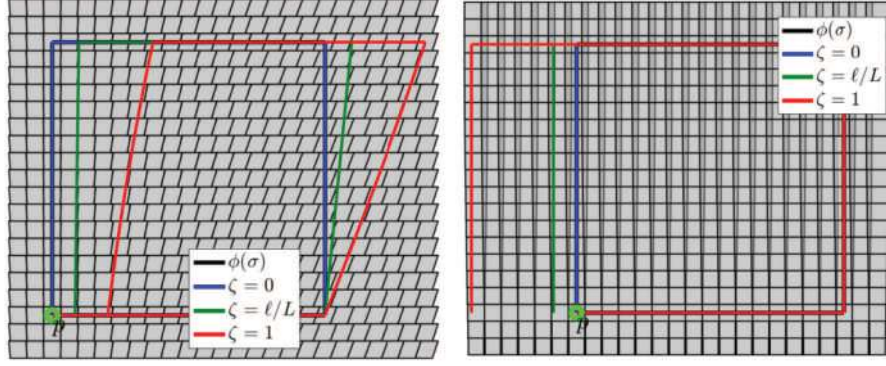 ϕ(σ)
ζ = 0
ζ = ℓ/L
ζ = 1
p
ϕ(σ)
ζ = 0
ζ = ℓ/L
ζ = 1
p